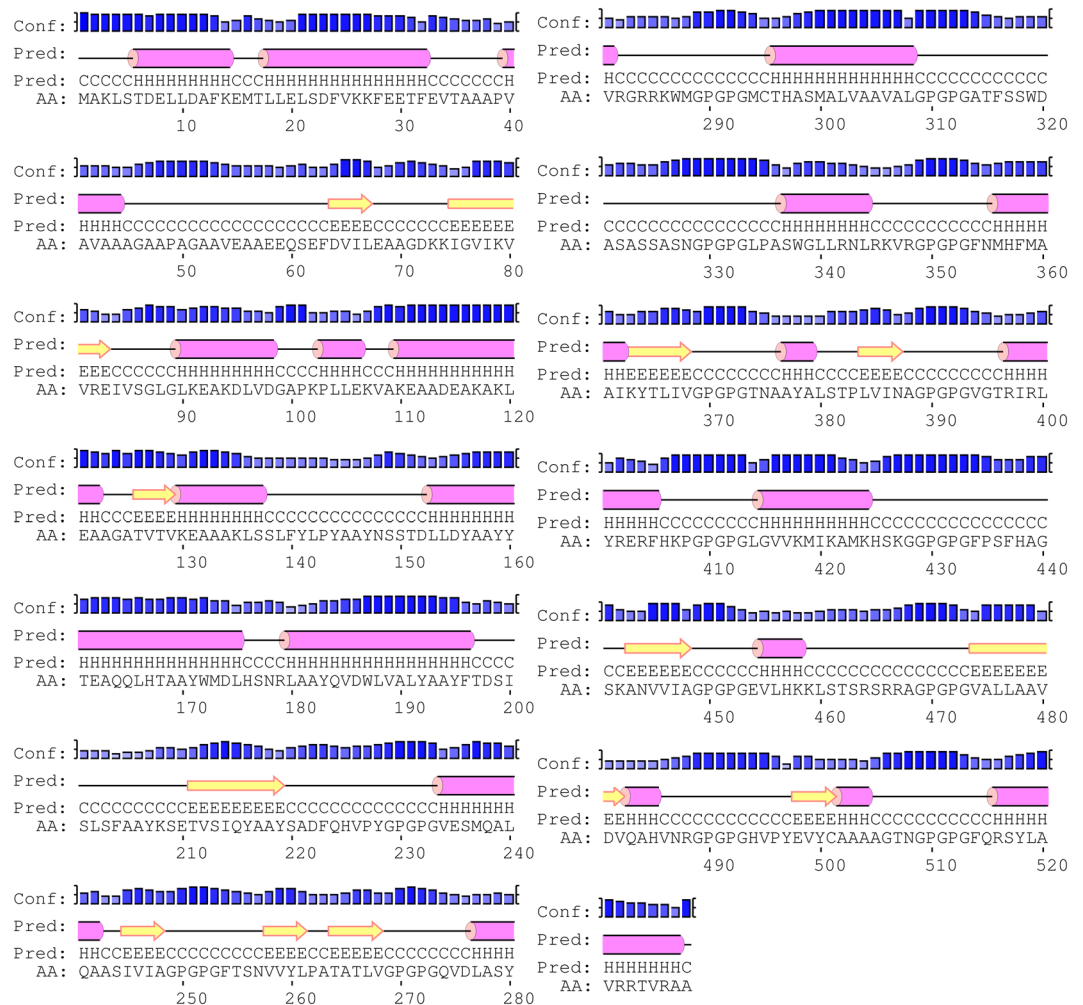 Conf:
Pred:
Pred: CCCCCHHHHHHHHHCCCHHHHHHHHHHHHHHHCCCCCCCH
AA: MAKLSTDELLDAFKEMTLLELSDFVKKFEETFEVTAAAPV
10 20 30 40
Conf:
Pred:
Pred: HHHHCCCCCCCCCCCCCCCCCCCEEEECCCCCCCEEEEEE
AA: AVAAAGAAPAGAAVEAAEEQSEFDVILEAAGDKKIGVIKV
50 60 70 80
Conf:
Pred:
Pred: EEECCCCCCHHHHHHHHHCCCCHHHHCCCHHHHHHHHHHH
AA: VREIVSGLGLKEAKDLVDGAPKPLLEKVAKEAADEAKAKL
90 100 110 120
Conf:
Pred:
Pred: HHCCCEEEEHHHHHHHHCCCCCCCCCCCCCCCHHHHHHHH
AA: EAAGATVTVKEAAAKLSSLFYLPYAAYNSSTDLLDYAAYY
130 140 150 160
Conf:
Pred:
Pred: HHHHHHHHHHHHHHHCCCCHHHHHHHHHHHHHHHHHCCCC
AA: TEAQQLHTAAYWMDLHSNRLAAYQVDWLVALYAAYFTDSI
170 180 190 200
Conf:
Pred:
Pred: CCCCCCCCCCEEEEEEEEECCCCCCCCCCCCCCHHHHHHH
AA: SLSFAAYKSETVSIQYAAYSADFQHVPYGPGPGVESMQAL
210 220 230 240
Conf:
Pred:
Pred: HHCCEEEECCCCCCCCCEEEECCEEEEECCCCCCCCHHHH
AA: QAASIVIAGPGPGFTSNVVYLPATATLVGPGPGQVDLASY
250 260 270 280
Conf:
Pred:
Pred: HCCCCCCCCCCCCCCHHHHHHHHHHHHHCCCCCCCCCCCC
AA: VRGRRKWMGPGPGMCTHASMALVAAVALGPGPGATFSSWD
290 300 310 320
Conf:
Pred:
Pred: CCCCCCCCCCCCCCCCHHHHHHHHCCCCCCCCCCCHHHHH
AA: ASASSASNGPGPGLPASWGLLRNLRKVRGPGPGFNMHFMA
330 340 350 360
Conf:
Pred:
Pred: HHEEEEEECCCCCCCCHHHCCCCEEEECCCCCCCCCHHHH
AA: AIKYTLIVGPGPGTNAAYALSTPLVINAGPGPGVGTRIRL
370 380 390 400
Conf:
Pred:
Pred: HHHHHCCCCCCCCCHHHHHHHHHHCCCCCCCCCCCCCCCC
AA: YRERFHKPGPGPGLGVVKMIKAMKHSKGGPGPGFPSFHAG
410 420 430 440
Conf:
Pred:
Pred: CCEEEEEECCCCCCHHHHCCCCCCCCCCCCCCCEEEEEEE
AA: SKANVVIAGPGPGEVLHKKLSTSRSRRAGPGPGVALLAAV
450 460 470 480
Conf:
Pred:
Pred: EEHHHCCCCCCCCCCCCEEEEHHHCCCCCCCCCCCHHHHH
AA: DVQAHVNRGPGPGHVPYEVYCAAAAGTNGPGPGFQRSYLA
490 500 510 520
Conf:
Pred:
Pred: HHHHHHHC
AA: VRRTVRAA